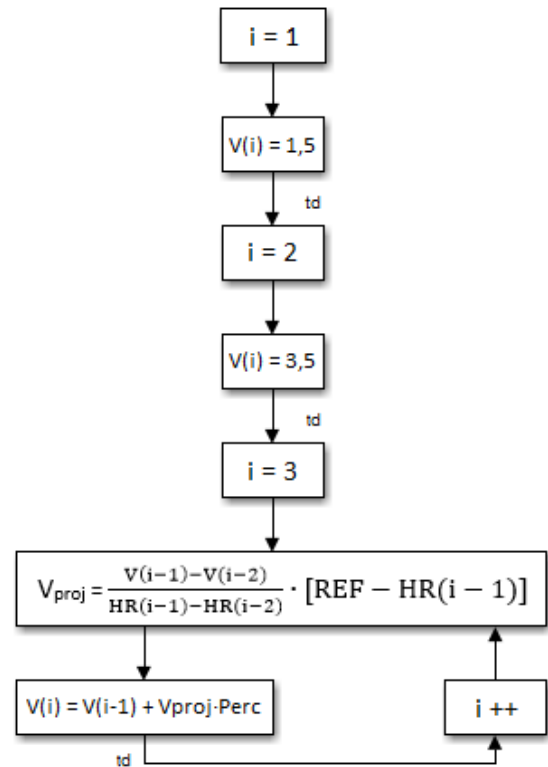 i = 1
V(i) = 1,5
td
i = 2
V(i) = 3,5
td
i = 3
Vproj = V(i−1)−V(i−2) / HR(i−1)−HR(i−2) · [REF − HR(i − 1)]
V(i) = V(i-1) + Vproj·Perc
i ++
td